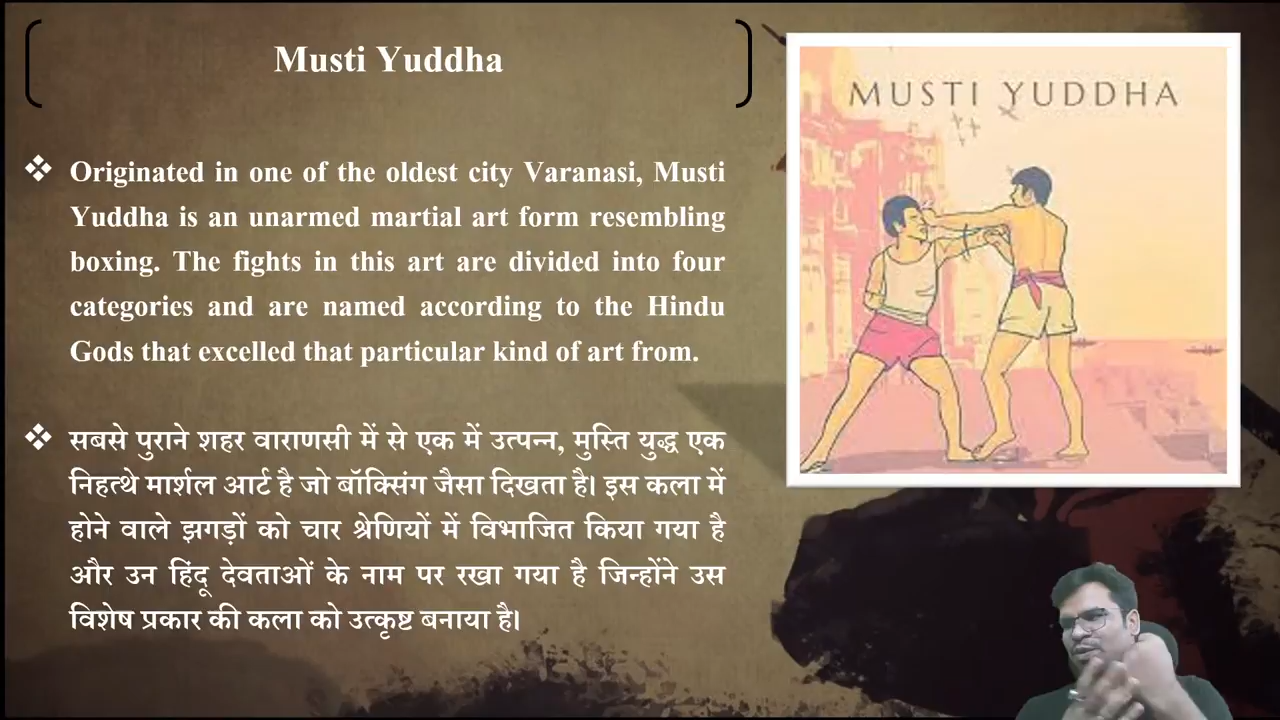 Musti Yuddha
Originated in one of the oldest city Varanasi, Musti
Yuddha is an unarmed martial art form resembling
boxing. The fights in this art are divided into four
categories and are named according to the Hindu
Gods that excelled that particular kind of art from.
सबसे पुराने शहर वाराणसी में से एक में उत्पन्न, मुस्ति युद्ध एक
निहत्थे मार्शल आर्ट है जो बॉक्सिंग जैसा दिखता है। इस कला में
होने वाले झगड़ों को चार श्रेणियों में विभाजित किया गया है
और उन हिंदू देवताओं के नाम पर रखा गया है जिन्होंने उस
विशेष प्रकार की कला को उत्कृष्ट बनाया है।
MUSTI YUDDHA